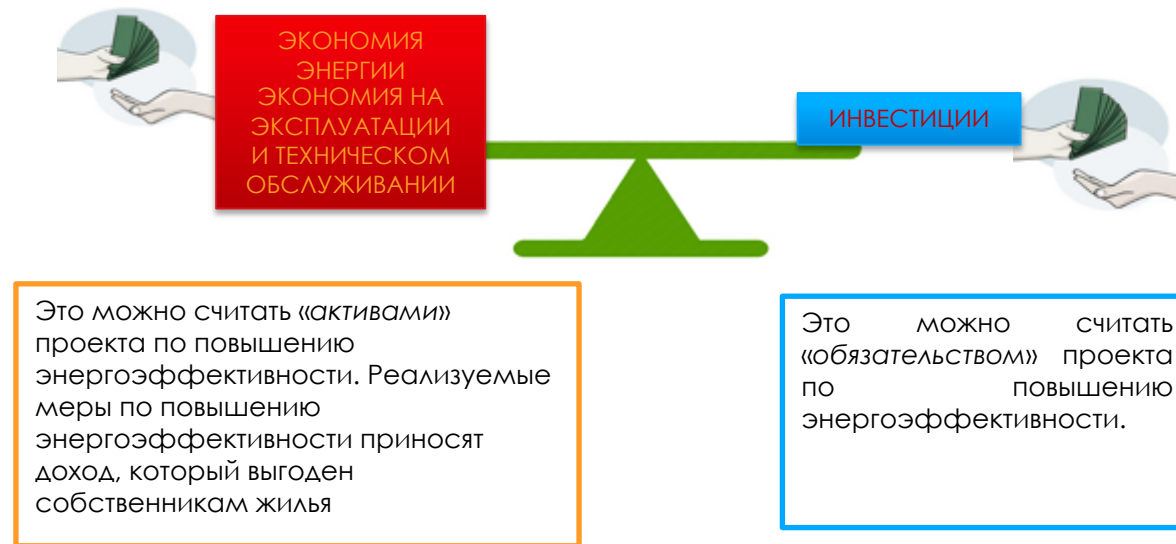 ЭКОНОМИЯ
ЭНЕРГИИ
ЭКОНОМИЯ НА
ЭКСПЛУАТАЦИИ
И ТЕХНИЧЕСКОМ
ОБСЛУЖИВАНИИ
ИНВЕСТИЦИИ
Это можно считать «активами»
проекта по повышению
энергоэффективности. Реализуемые
меры по повышению
энергоэффективности приносят
доход, который выгоден
собственникам жилья
Это можно считать
«обязательством» проекта
по повышению
энергоэффективности.